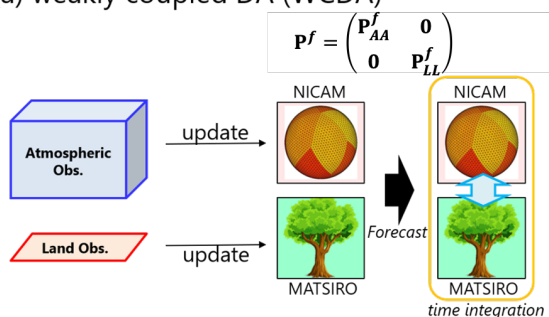 a) weakly coupled DA (WCDA)
P^f = (P^f_AA 0
0 P^f_LL)
NICAM
NICAM
Atmospheric
Obs.
update
Land Obs.
update
Forecast
MATSIRO
MATSIRO
time integration